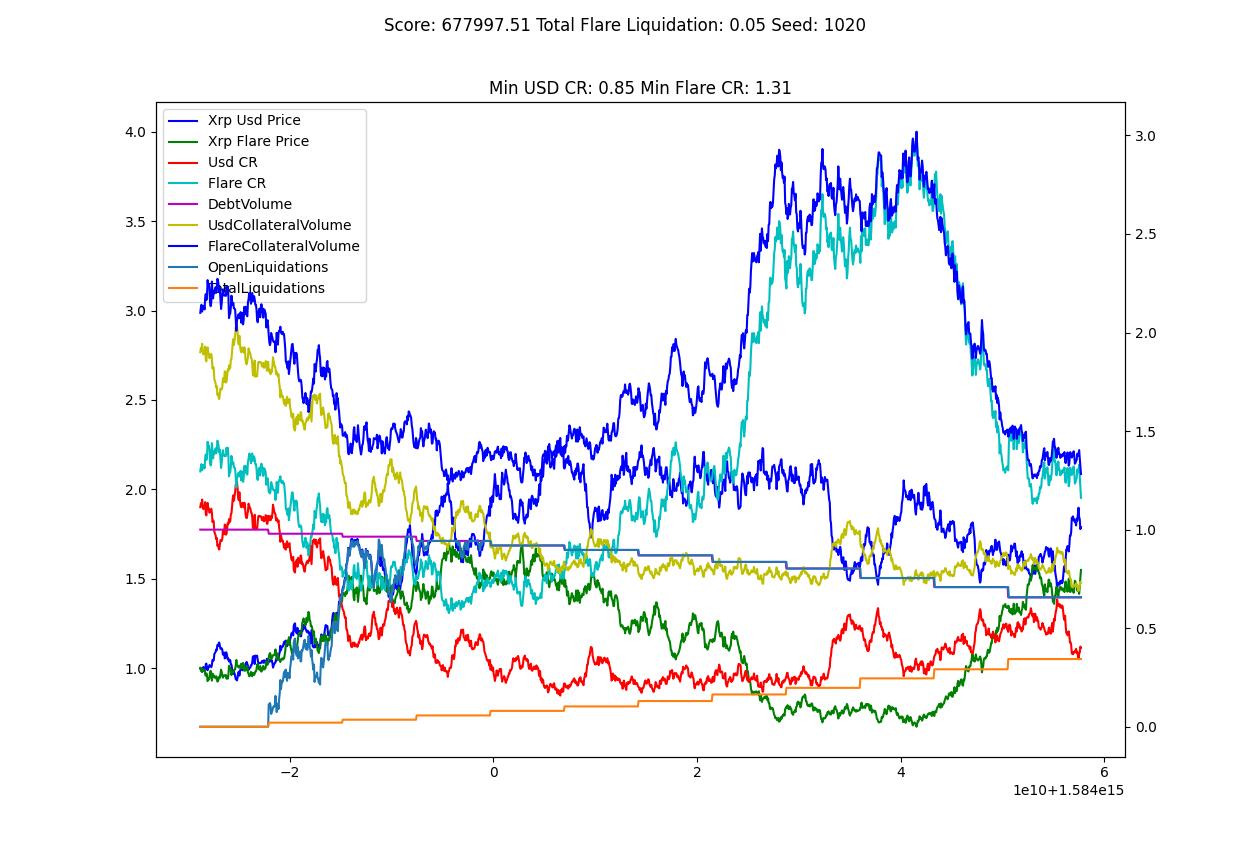 Score: 677997.51 Total Flare Liquidation: 0.05 Seed: 1020
Min USD CR: 0.85 Min Flare CR: 1.31
Xrp Usd Price
Xrp Flare Price
Usd CR
Flare CR
DebtVolume
UsdCollateralVolume
FlareCollateralVolume
OpenLiquidations
TotalLiquidations
4.0
3.5
3.0
2.5
2.0
1.5
1.0
3.0
2.5
2.0
1.5
1.0
0.5
0.0
−2 0 2 4 6
1e10+1.584e15